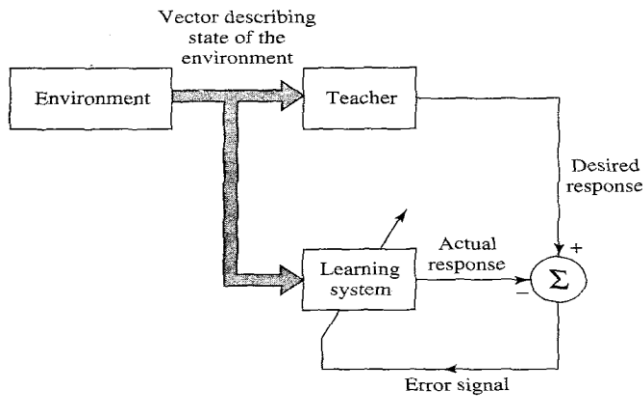 Vector describing
state of the
environment
Environment
Teacher
Desired
response
+
Learning
system
Actual
response
−
Σ
Error signal